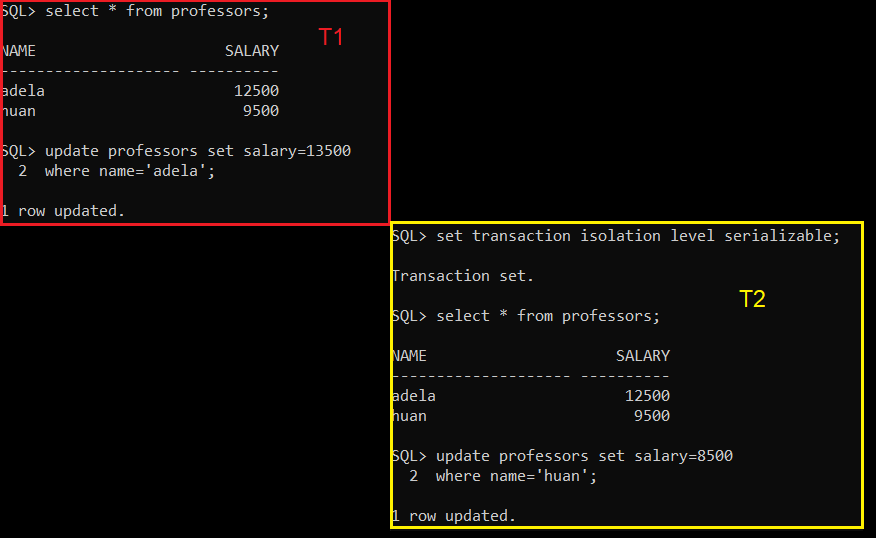 SQL> select * from professors;
T1
NAME                     SALARY
-------------------- ----------
adela                     12500
huan                       9500
SQL> update professors set salary=13500
  2  where name='adela';
1 row updated.
SQL> set transaction isolation level serializable;
Transaction set.
T2
SQL> select * from professors;
NAME                     SALARY
-------------------- ----------
adela                     12500
huan                       9500
SQL> update professors set salary=8500
  2  where name='huan';
1 row updated.